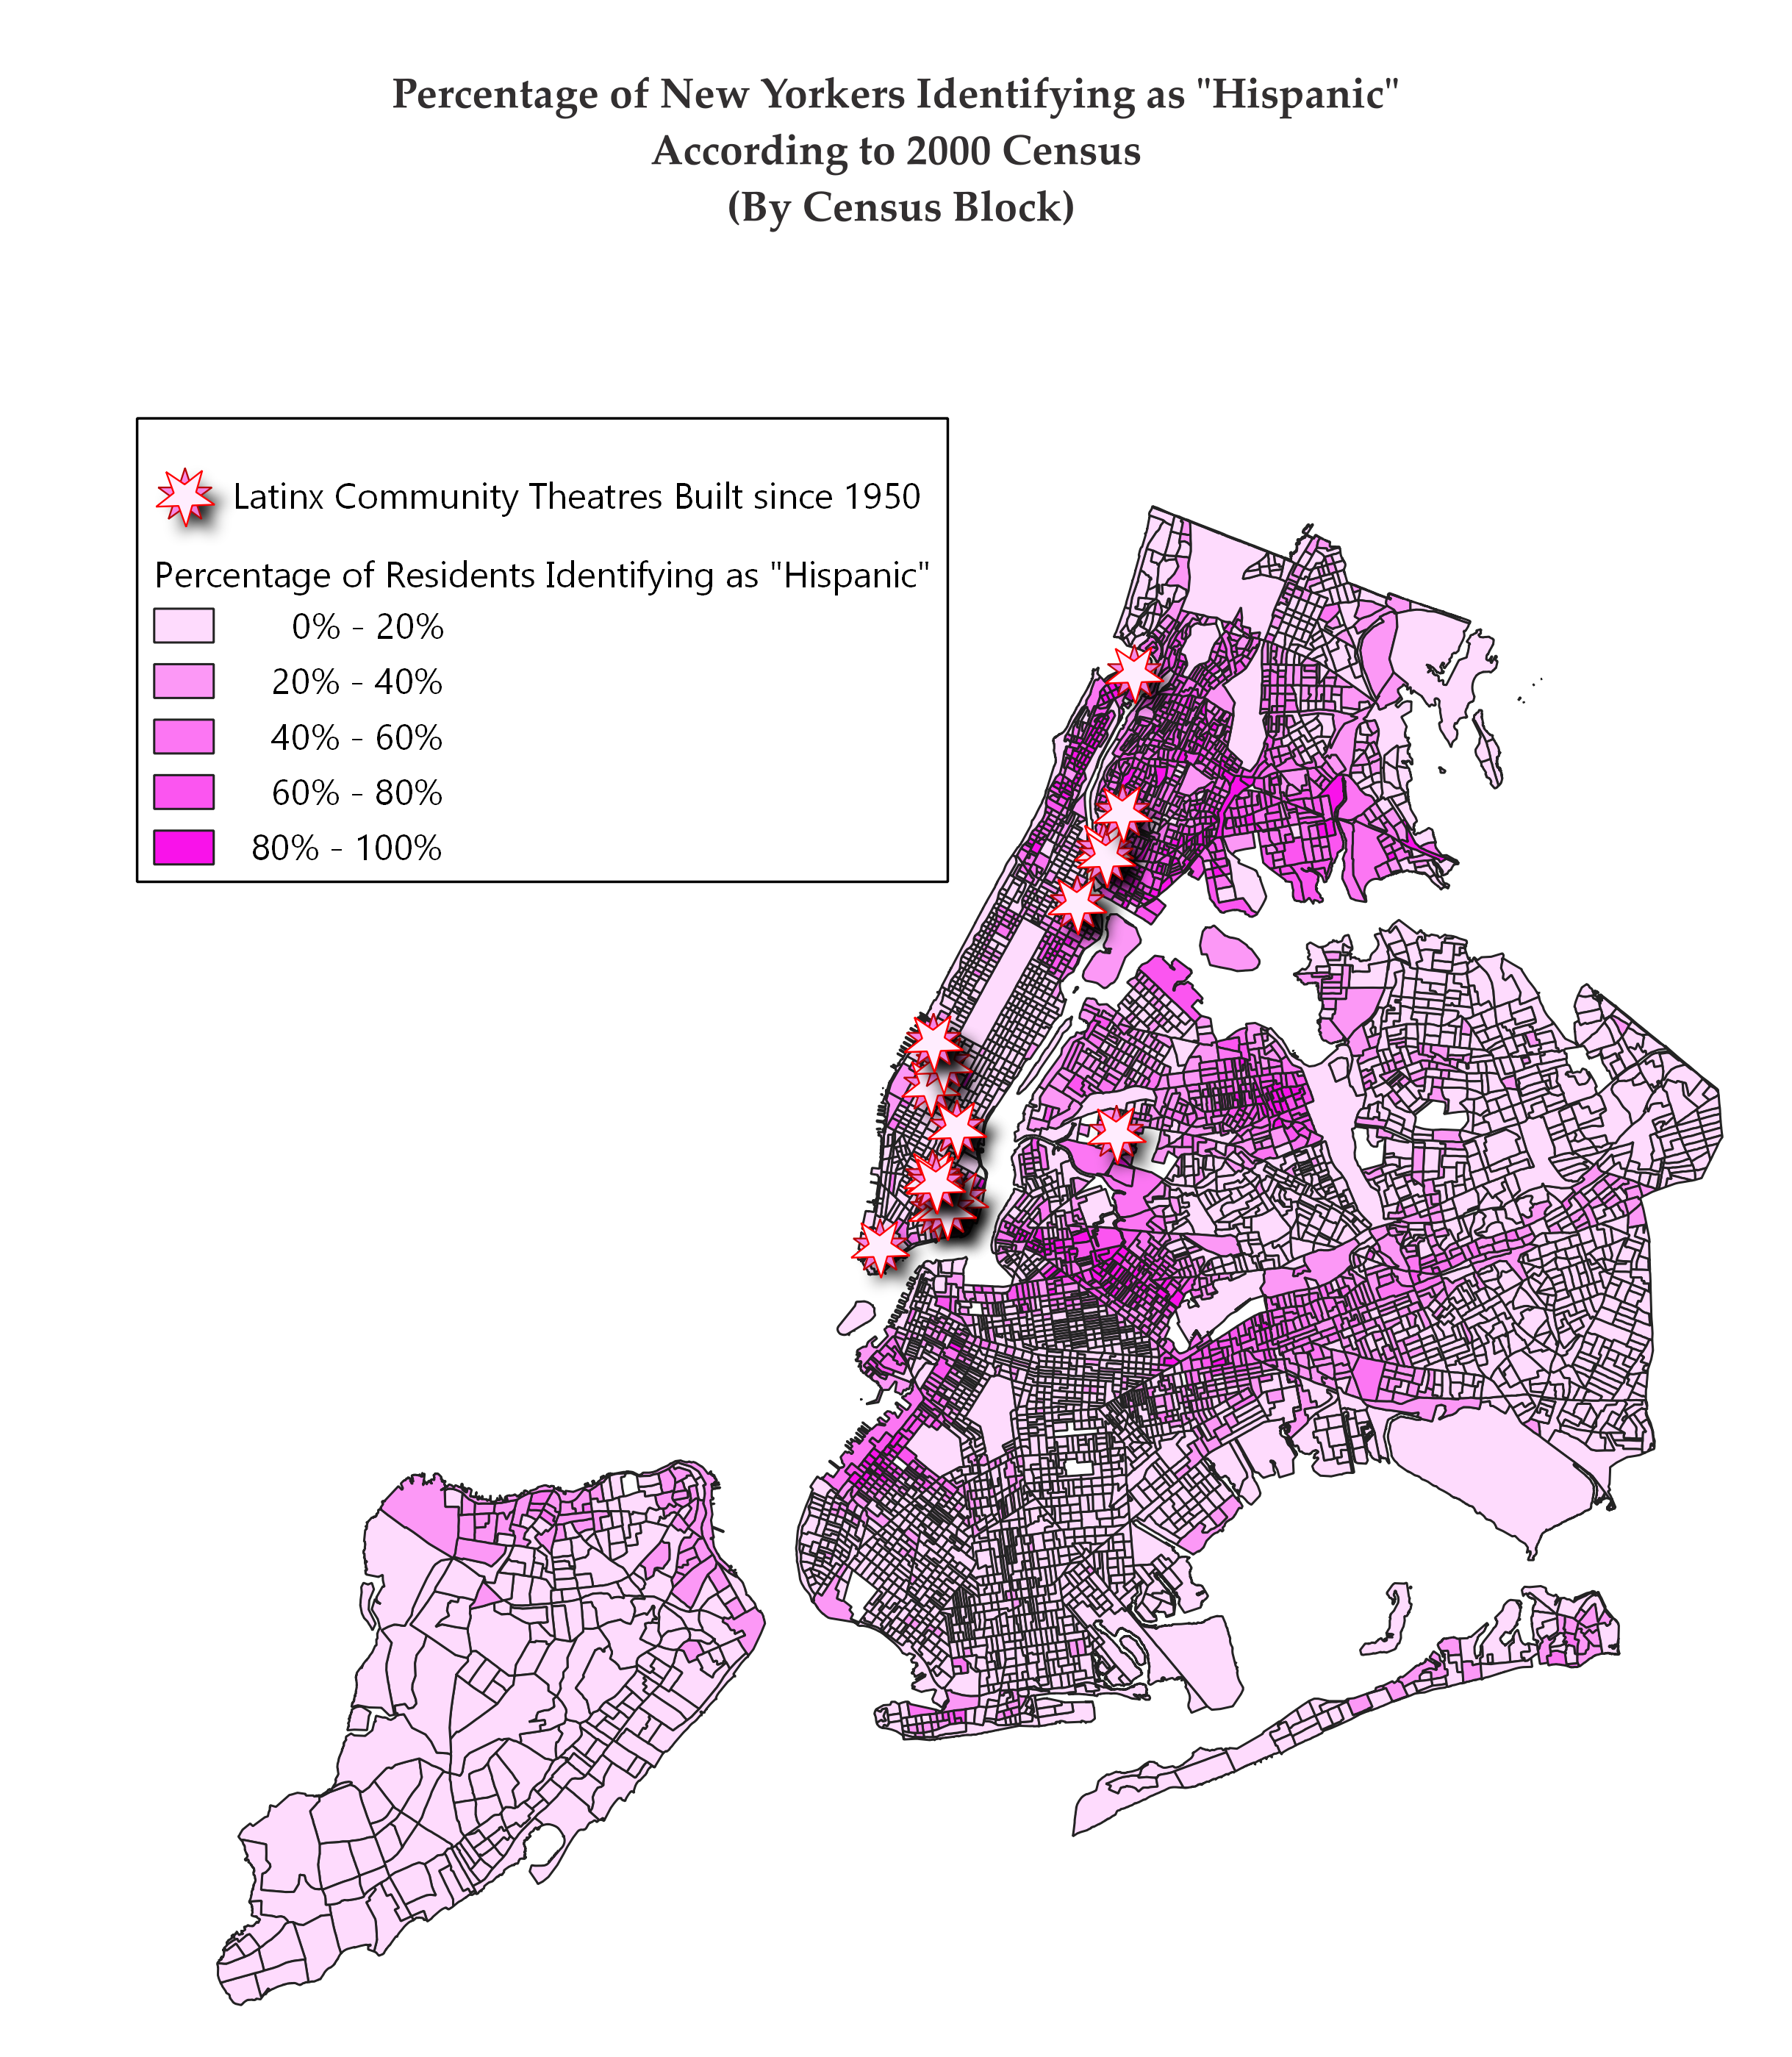 Percentage of New Yorkers Identifying as "Hispanic"
According to 2000 Census
(By Census Block)
Latinx Community Theatres Built since 1950
Percentage of Residents Identifying as "Hispanic"
0% - 20%
20% - 40%
40% - 60%
60% - 80%
80% - 100%